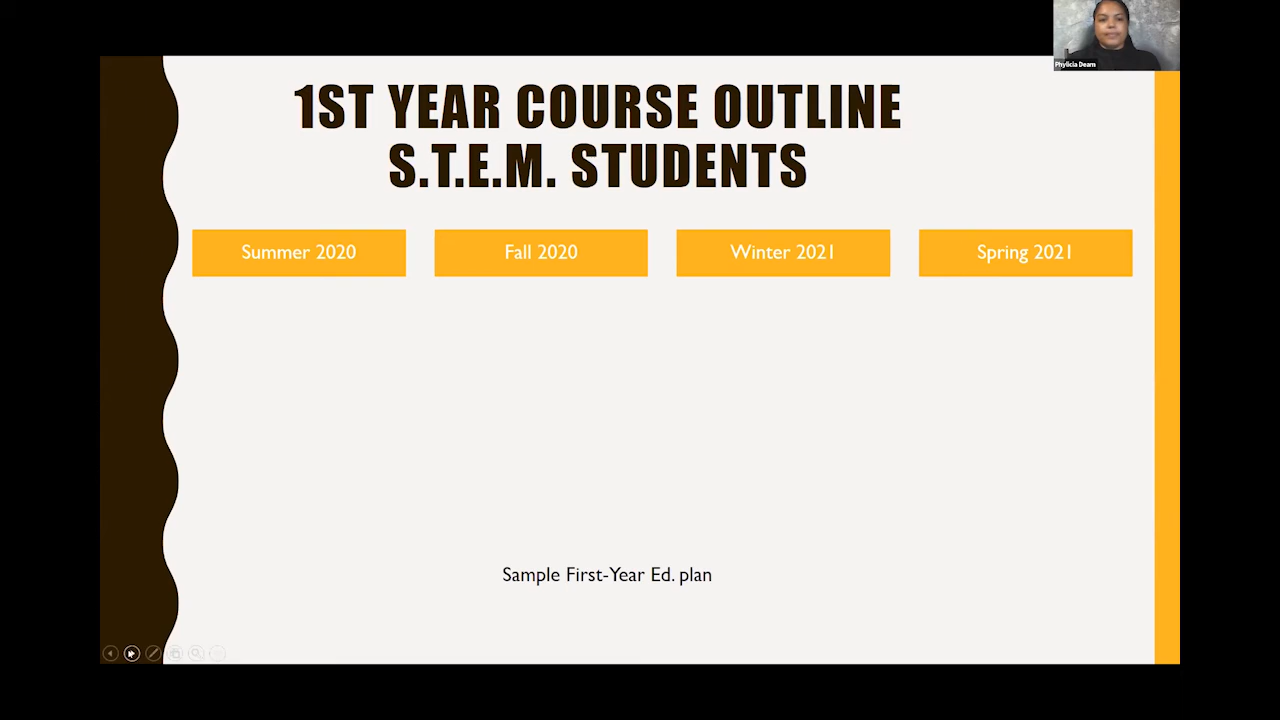 Phylicia Deam
1ST YEAR COURSE OUTLINE
S.T.E.M. STUDENTS
Summer 2020
Fall 2020
Winter 2021
Spring 2021
Sample First-Year Ed. plan